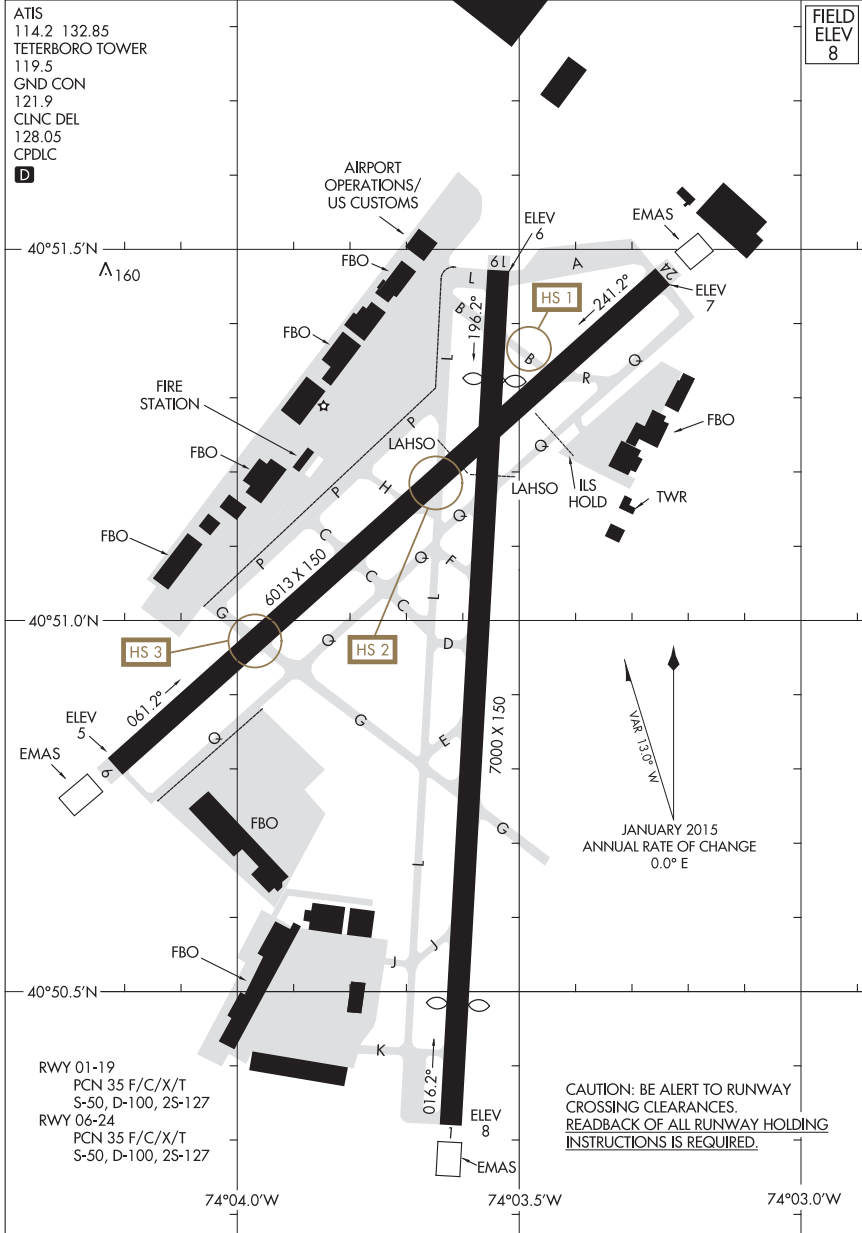 ATIS
114.2 132.85
TETERBORO TOWER
119.5
GND CON
121.9
CLNC DEL
128.05
CPDLC
D
FIELD
ELEV
8
AIRPORT
OPERATIONS/
US CUSTOMS
ELEV
6
EMAS
40°51.5'N
160
FBO
L
19
A
24
HS 1
241.2°
ELEV
7
B
196.2°
FBO
L
B
R
Q
FIRE
STATION
P
LAHSO
Q
FBO
FBO
P
H
LAHSO
ILS
HOLD
TWR
Q
FBO
C
P
6013 X 150
C
Q
F
L
C
G
40°51.0'N
HS 3
Q
HS 2
D
061.2°
ELEV
5
G
7000 X 150
VAR 13.0° W
Q
E
EMAS
6
FBO
G
JANUARY 2015
ANNUAL RATE OF CHANGE
0.0° E
L
FBO
J
J
40°50.5'N
K
016.2°
RWY 01-19
PCN 35 F/C/X/T
S-50, D-100, 2S-127
RWY 06-24
PCN 35 F/C/X/T
S-50, D-100, 2S-127
ELEV
8
1
EMAS
CAUTION: BE ALERT TO RUNWAY
CROSSING CLEARANCES.
READBACK OF ALL RUNWAY HOLDING
INSTRUCTIONS IS REQUIRED.
74°04.0'W
74°03.5'W
74°03.0'W